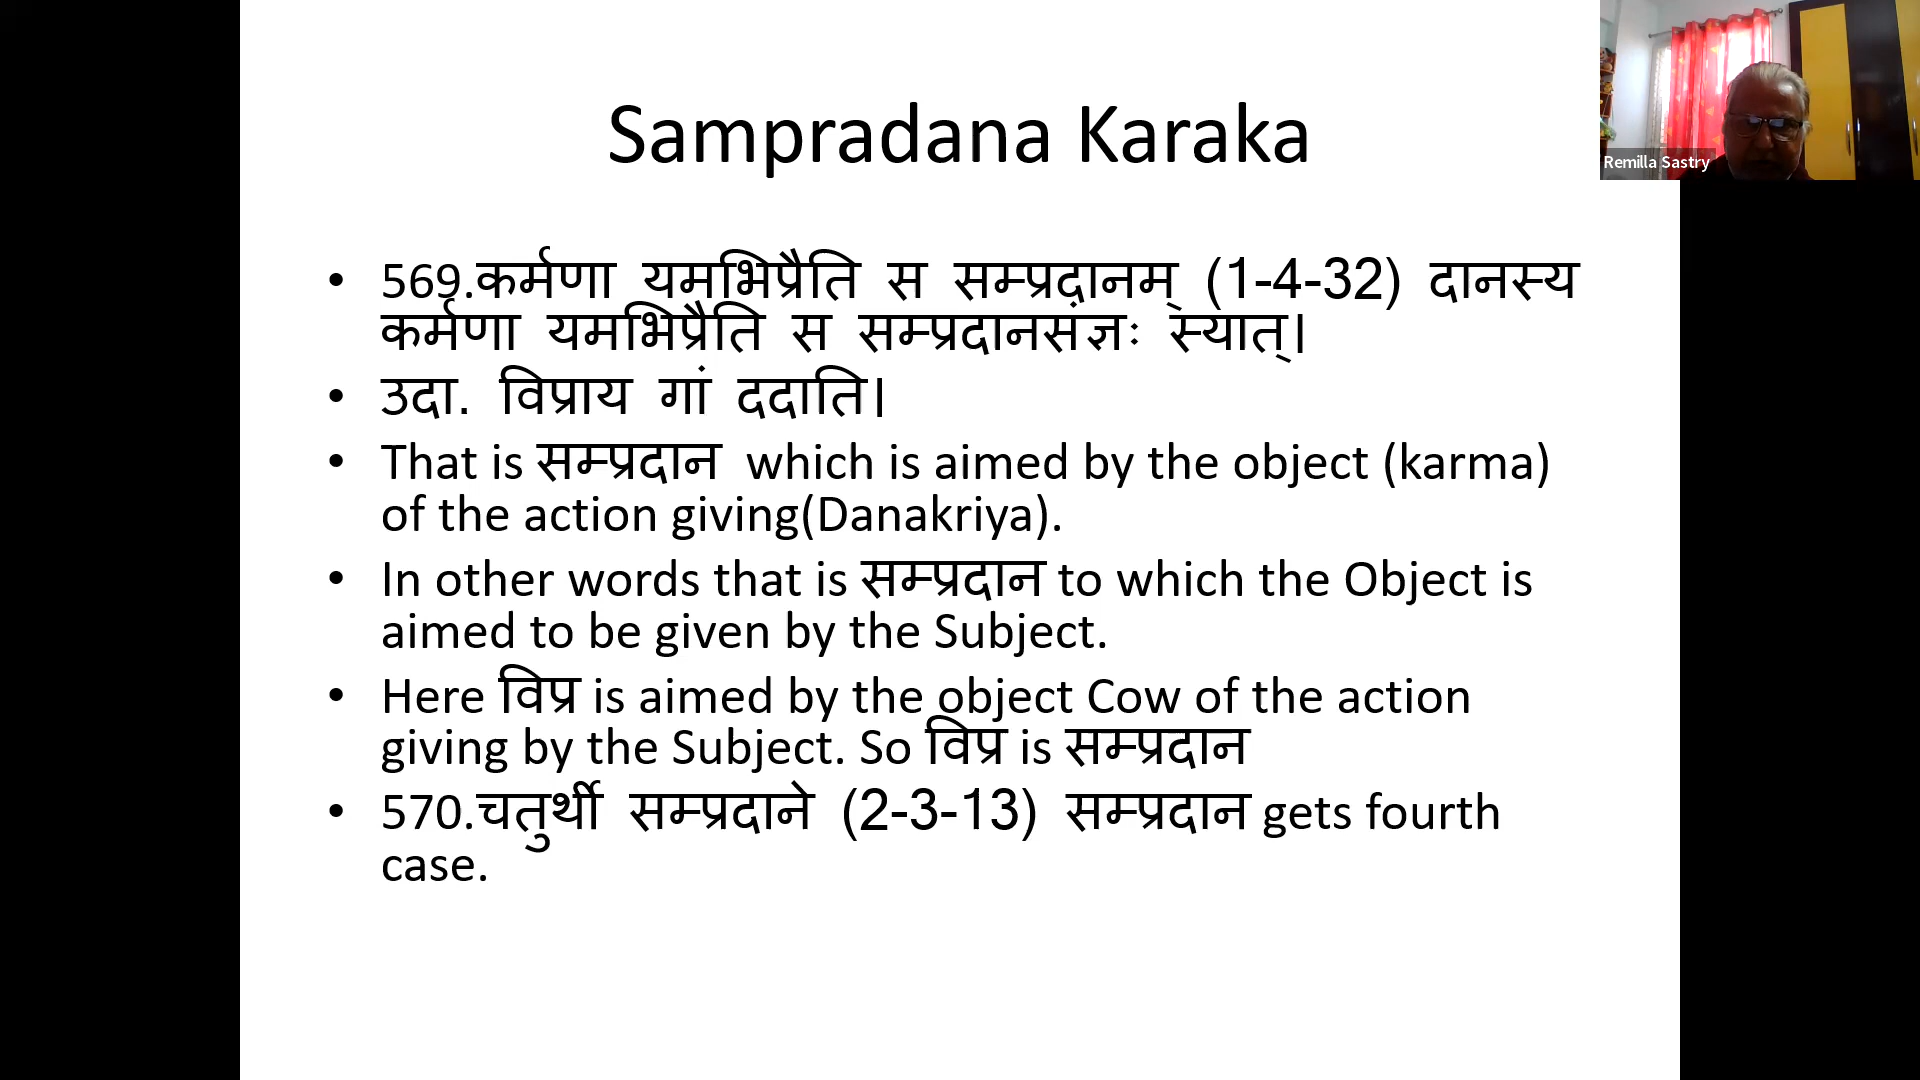 Sampradana Karaka
Remilla Sastry
• 569.कर्मणा यमभिप्रैति स सम्प्रदानम् (1-4-32) दानस्य
कर्मणा यमभिप्रैति स सम्प्रदानसंज्ञः स्यात्।
• उदा. विप्राय गां ददाति।
• That is सम्प्रदान which is aimed by the object (karma)
of the action giving(Danakriya).
• In other words that is सम्प्रदान to which the Object is
aimed to be given by the Subject.
• Here विप्र is aimed by the object Cow of the action
giving by the Subject. So विप्र is सम्प्रदान
• 570.चतुर्थी सम्प्रदाने (2-3-13) सम्प्रदान gets fourth
case.